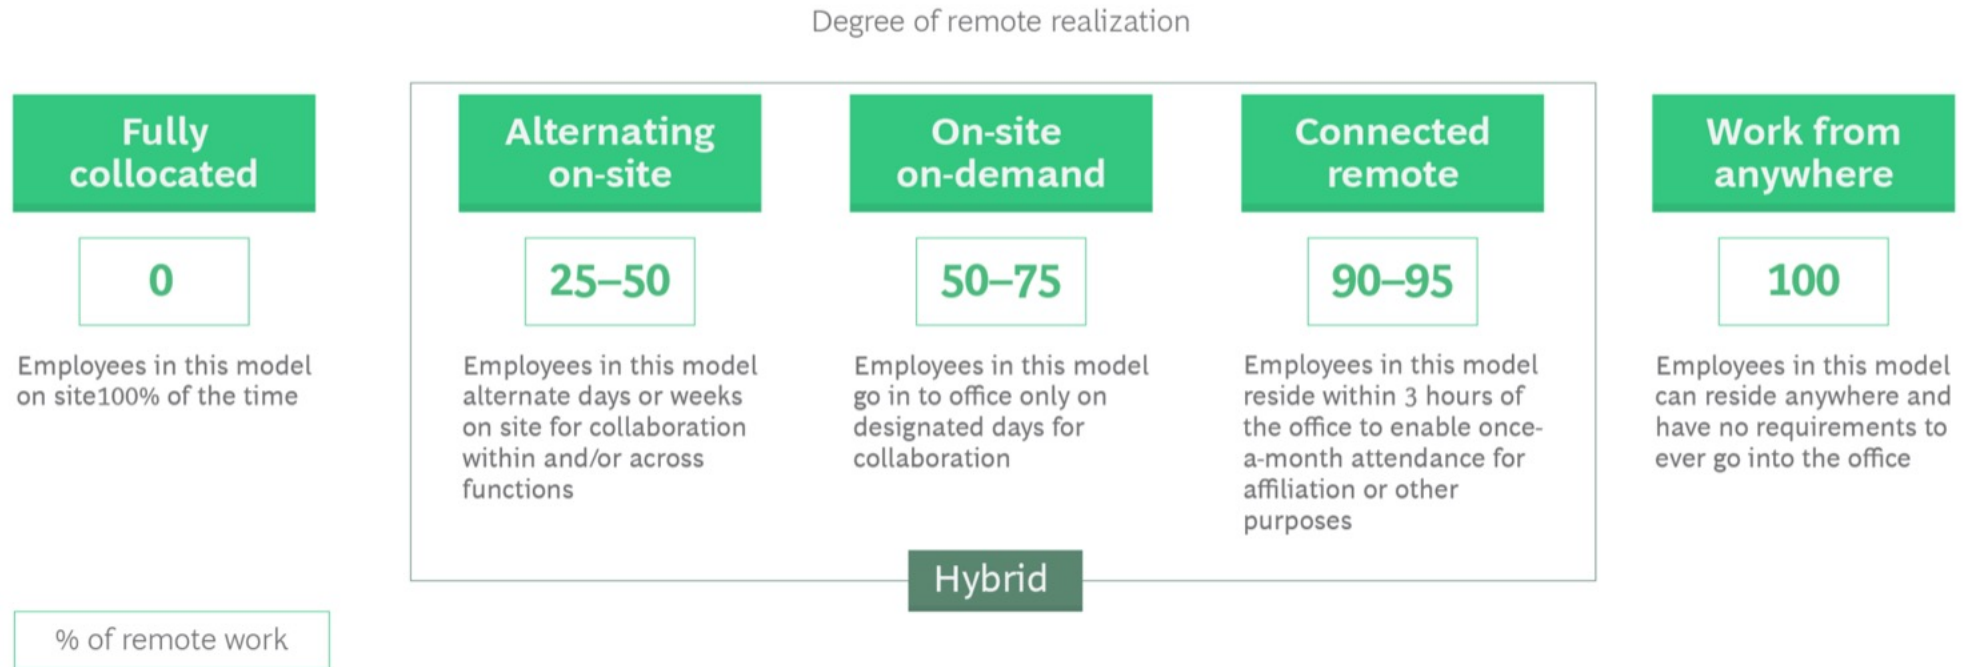 Degree of remote realization
Fully
collocated
0
Employees in this model
on site100% of the time
Alternating
on-site
25–50
Employees in this model
alternate days or weeks
on site for collaboration
within and/or across
functions
On-site
on-demand
50–75
Employees in this model
go in to office only on
designated days for
collaboration
Connected
remote
90–95
Employees in this model
reside within 3 hours of
the office to enable once-
a-month attendance for
affiliation or other
purposes
Work from
anywhere
100
Employees in this model
can reside anywhere and
have no requirements to
ever go into the office
Hybrid
% of remote work